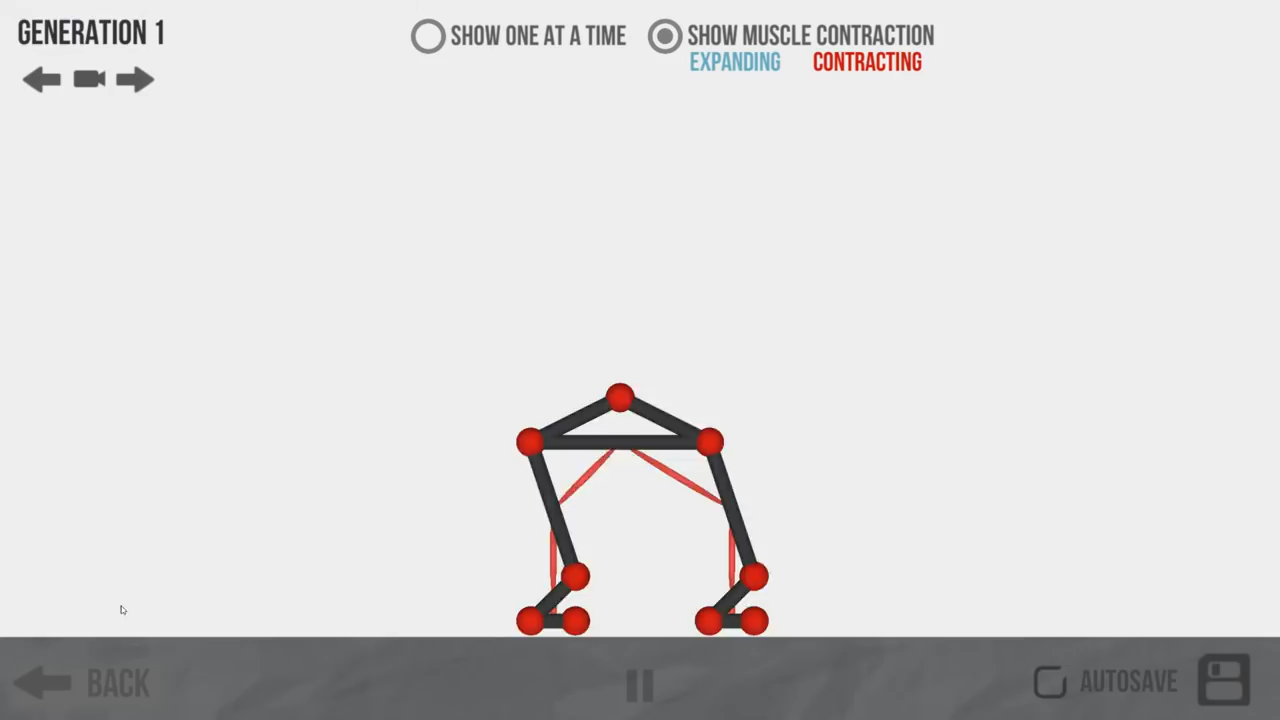 GENERATION 1
SHOW ONE AT A TIME
SHOW MUSCLE CONTRACTION
EXPANDING CONTRACTING
BACK
AUTOSAVE